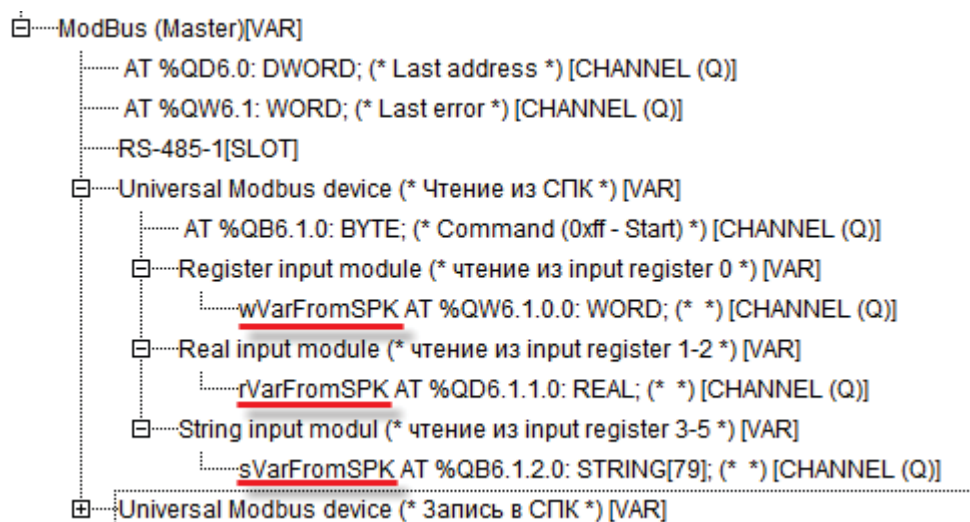 ModBus (Master)[VAR]
AT %QD6.0: DWORD; (* Last address *) [CHANNEL (Q)]
AT %QW6.1: WORD; (* Last error *) [CHANNEL (Q)]
RS-485-1[SLOT]
Universal Modbus device (* Чтение из СПК *) [VAR]
AT %QB6.1.0: BYTE; (* Command (0xff - Start) *) [CHANNEL (Q)]
Register input module (* чтение из input register 0 *) [VAR]
wVarFromSPK AT %QW6.1.0.0: WORD; (* *) [CHANNEL (Q)]
Real input module (* чтение из input register 1-2 *) [VAR]
rVarFromSPK AT %QD6.1.1.0: REAL; (* *) [CHANNEL (Q)]
String input modul (* чтение из input register 3-5 *) [VAR]
sVarFromSPK AT %QB6.1.2.0: STRING[79]; (* *) [CHANNEL (Q)]
Universal Modbus device (* Запись в СПК *) [VAR]